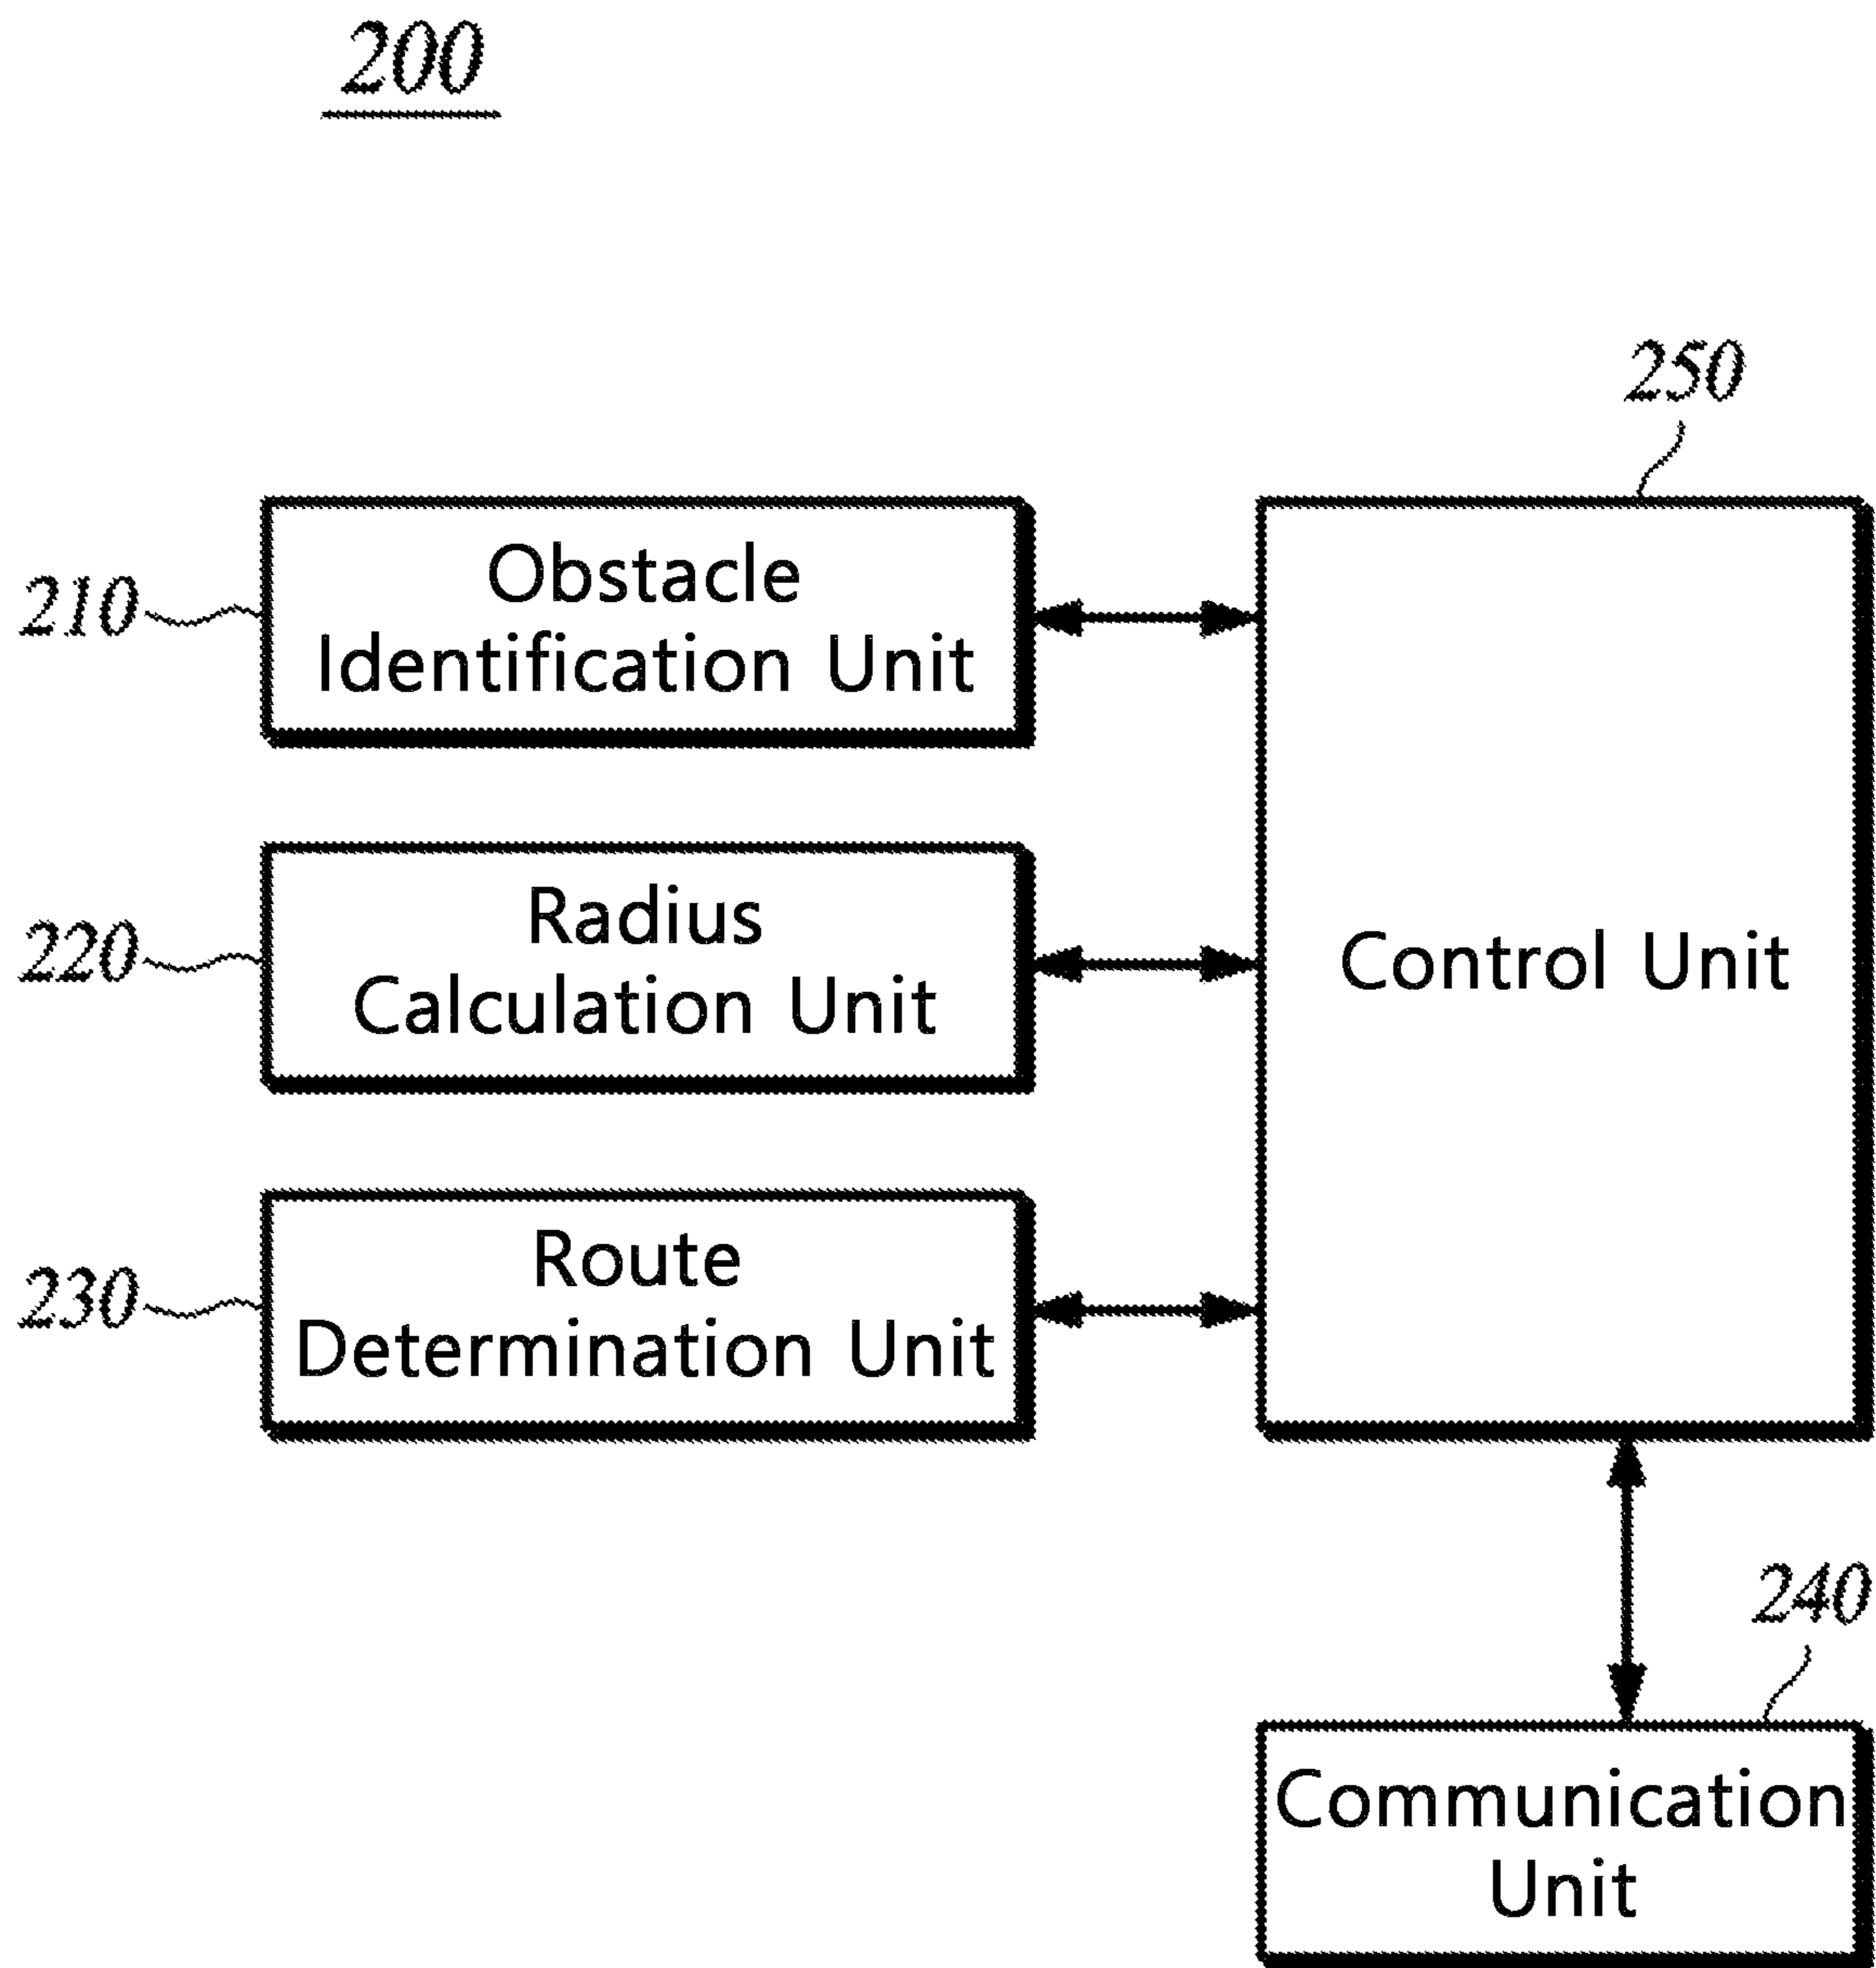 200
250
210
Obstacle
Identification Unit
220
Radius
Calculation Unit
Control Unit
230
Route
Determination Unit
240
Communication
Unit